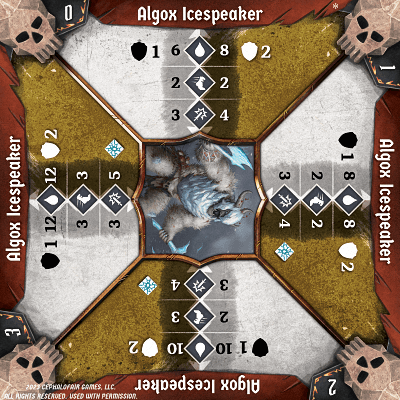 0
Algox Icespeaker
1 6 8 2
2 2
3 4
1
Algox Icespeaker
1 8 8 2
2 2
3 4
2
Algox Icespeaker
1 10 10 2
2 3
3 4
3
Algox Icespeaker
1 12 12 2
3 3
3 5
2023 CEPHALOFAIR GAMES, LLC.
ALL RIGHTS RESERVED. USED WITH PERMISSION.